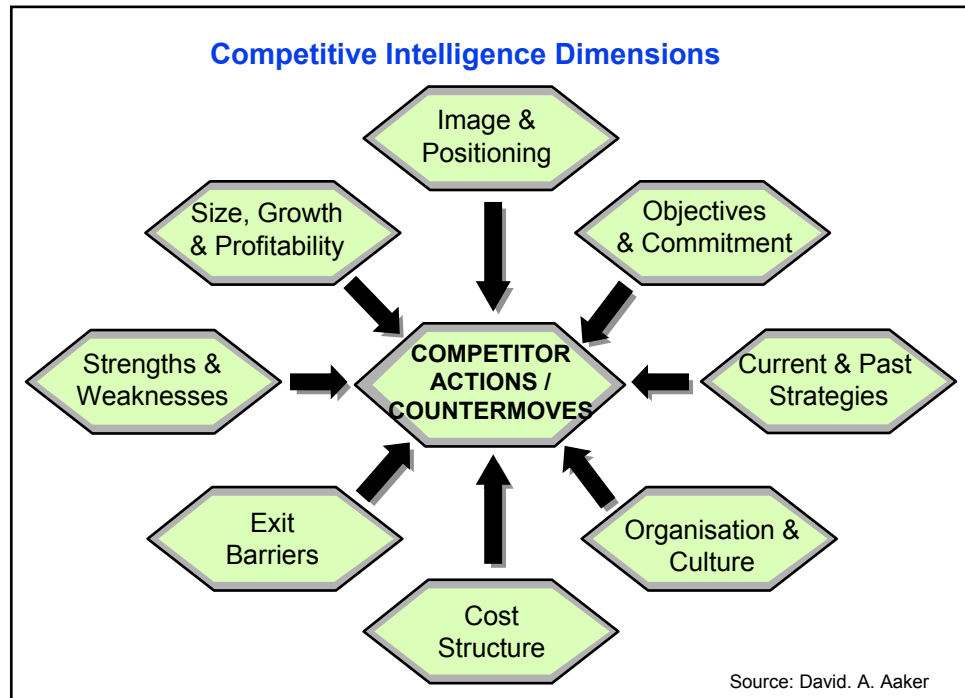 Competitive Intelligence Dimensions
Image &
Positioning
Size, Growth
& Profitability
Objectives
& Commitment
Strengths &
Weaknesses
COMPETITOR
ACTIONS /
COUNTERMOVES
Current & Past
Strategies
Exit
Barriers
Organisation &
Culture
Cost
Structure
Source: David. A. Aaker